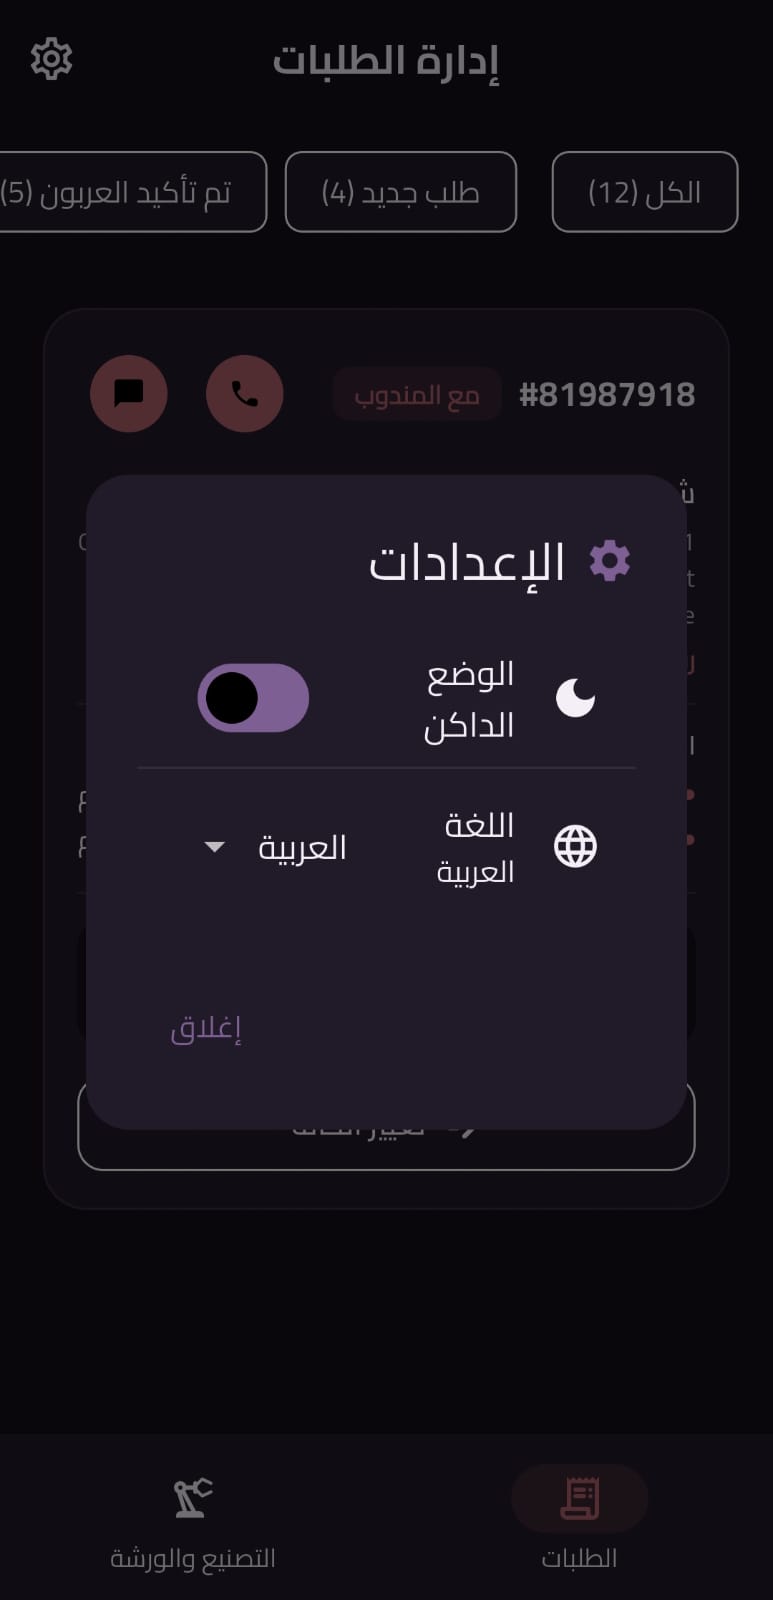 إدارة الطلبات
الكل (12)
طلب جديد (4)
تم تأكيد العربون (5)
#81987918
مع المندوب
الإعدادات
الوضع الداكن
اللغة
العربية
العربية
إغلاق
الطلبات
التصنيع والورشة